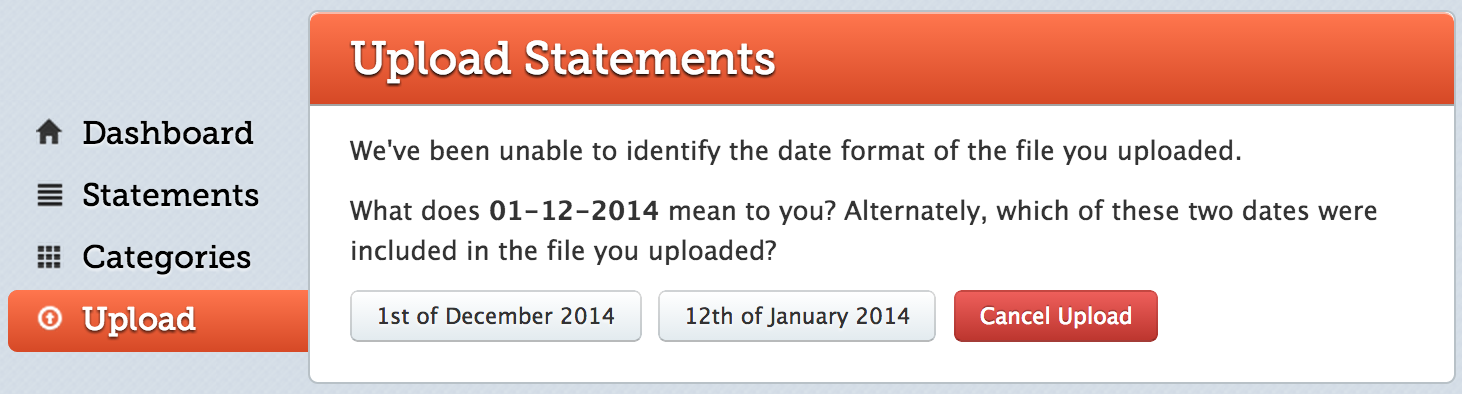 Upload Statements
Dashboard
Statements
Categories
Upload
We've been unable to identify the date format of the file you uploaded.
What does 01-12-2014 mean to you? Alternately, which of these two dates were
included in the file you uploaded?
1st of December 2014
12th of January 2014
Cancel Upload